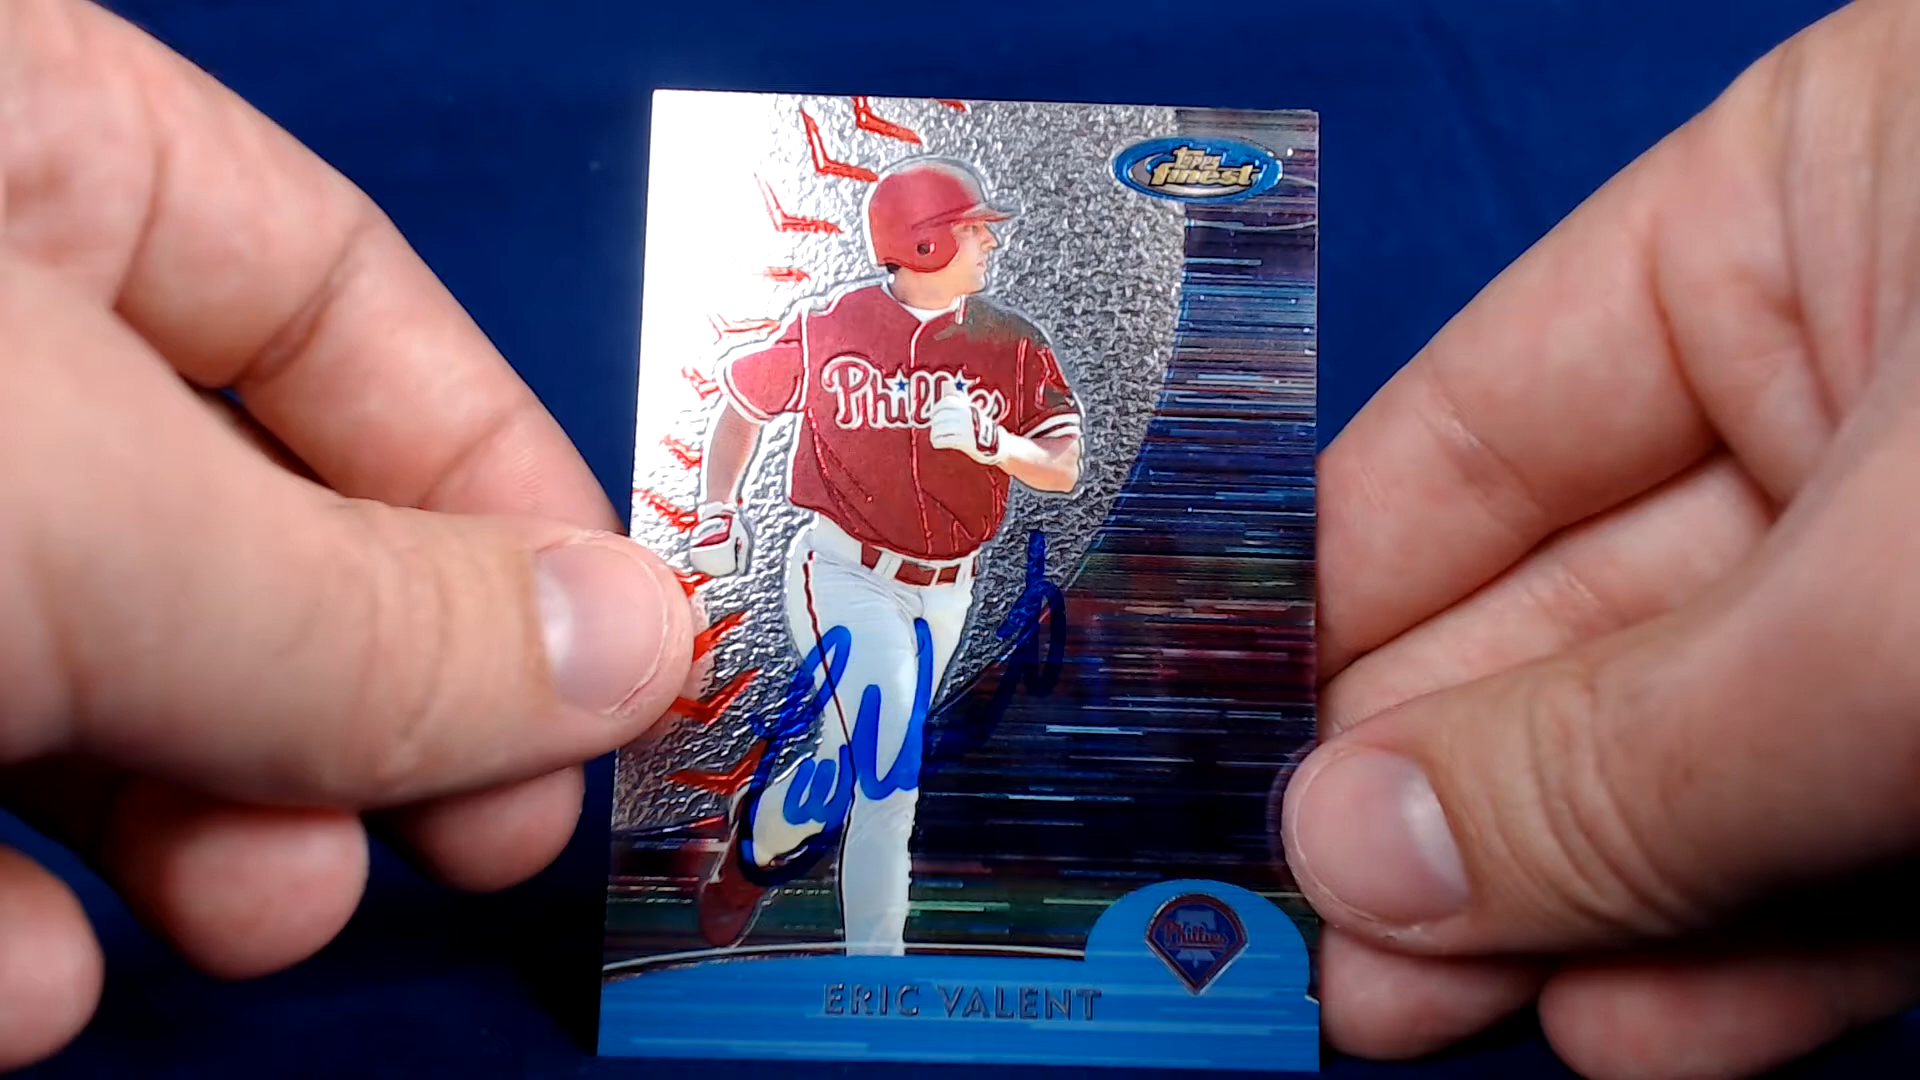 Topps
finest
Phillies
Phillies
ERIC VALENT